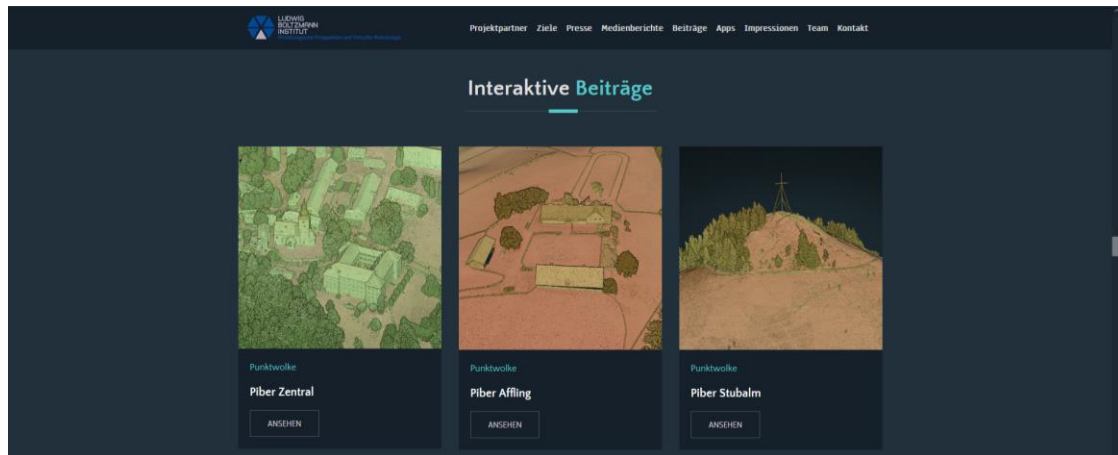 LUDWIG
BOLTZMANN
INSTITUT
Projektpartner Ziele Presse Medienberichte Beiträge Apps Impressionen Team Kontakt
Interaktive Beiträge
Punktwolke
Piber Zentral
ANSEHEN
Punktwolke
Piber Affling
ANSEHEN
Punktwolke
Piber Stubalm
ANSEHEN